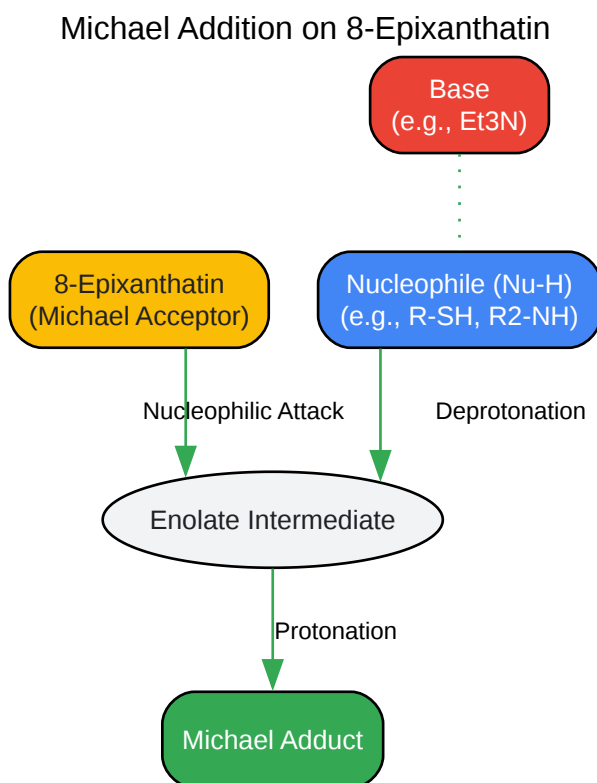 Michael Addition on 8-Epixanthatin
Base
(e.g., Et3N)
8-Epixanthatin
(Michael Acceptor)
Nucleophile (Nu-H)
(e.g., R-SH, R2-NH)
Nucleophilic Attack
Deprotonation
Enolate Intermediate
Protonation
Michael Adduct